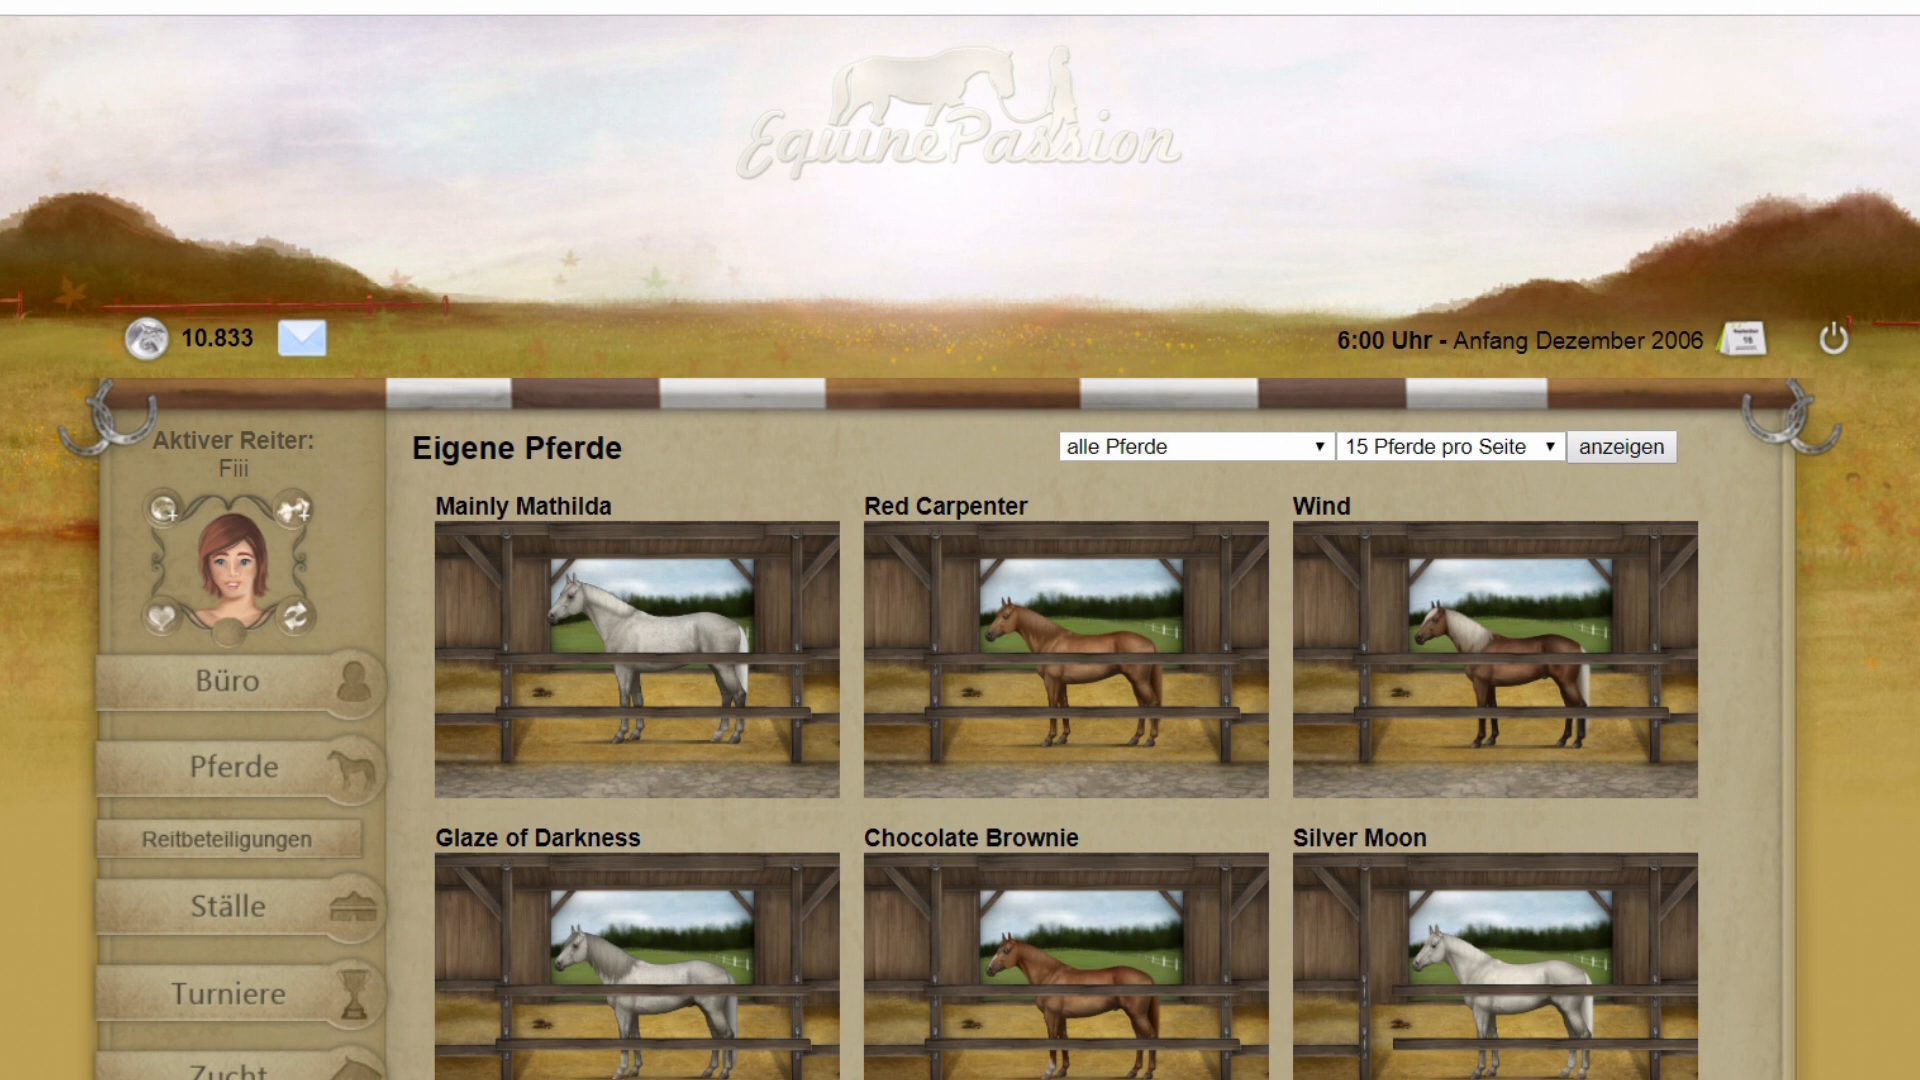 EquinePassion
10.833
6:00 Uhr - Anfang Dezember 2006
Aktiver Reiter:
Fiii
Eigene Pferde
alle Pferde
15 Pferde pro Seite
anzeigen
Mainly Mathilda
Red Carpenter
Wind
Büro
Pferde
Reitbeteiligungen
Glaze of Darkness
Chocolate Brownie
Silver Moon
Ställe
Turniere
Zucht